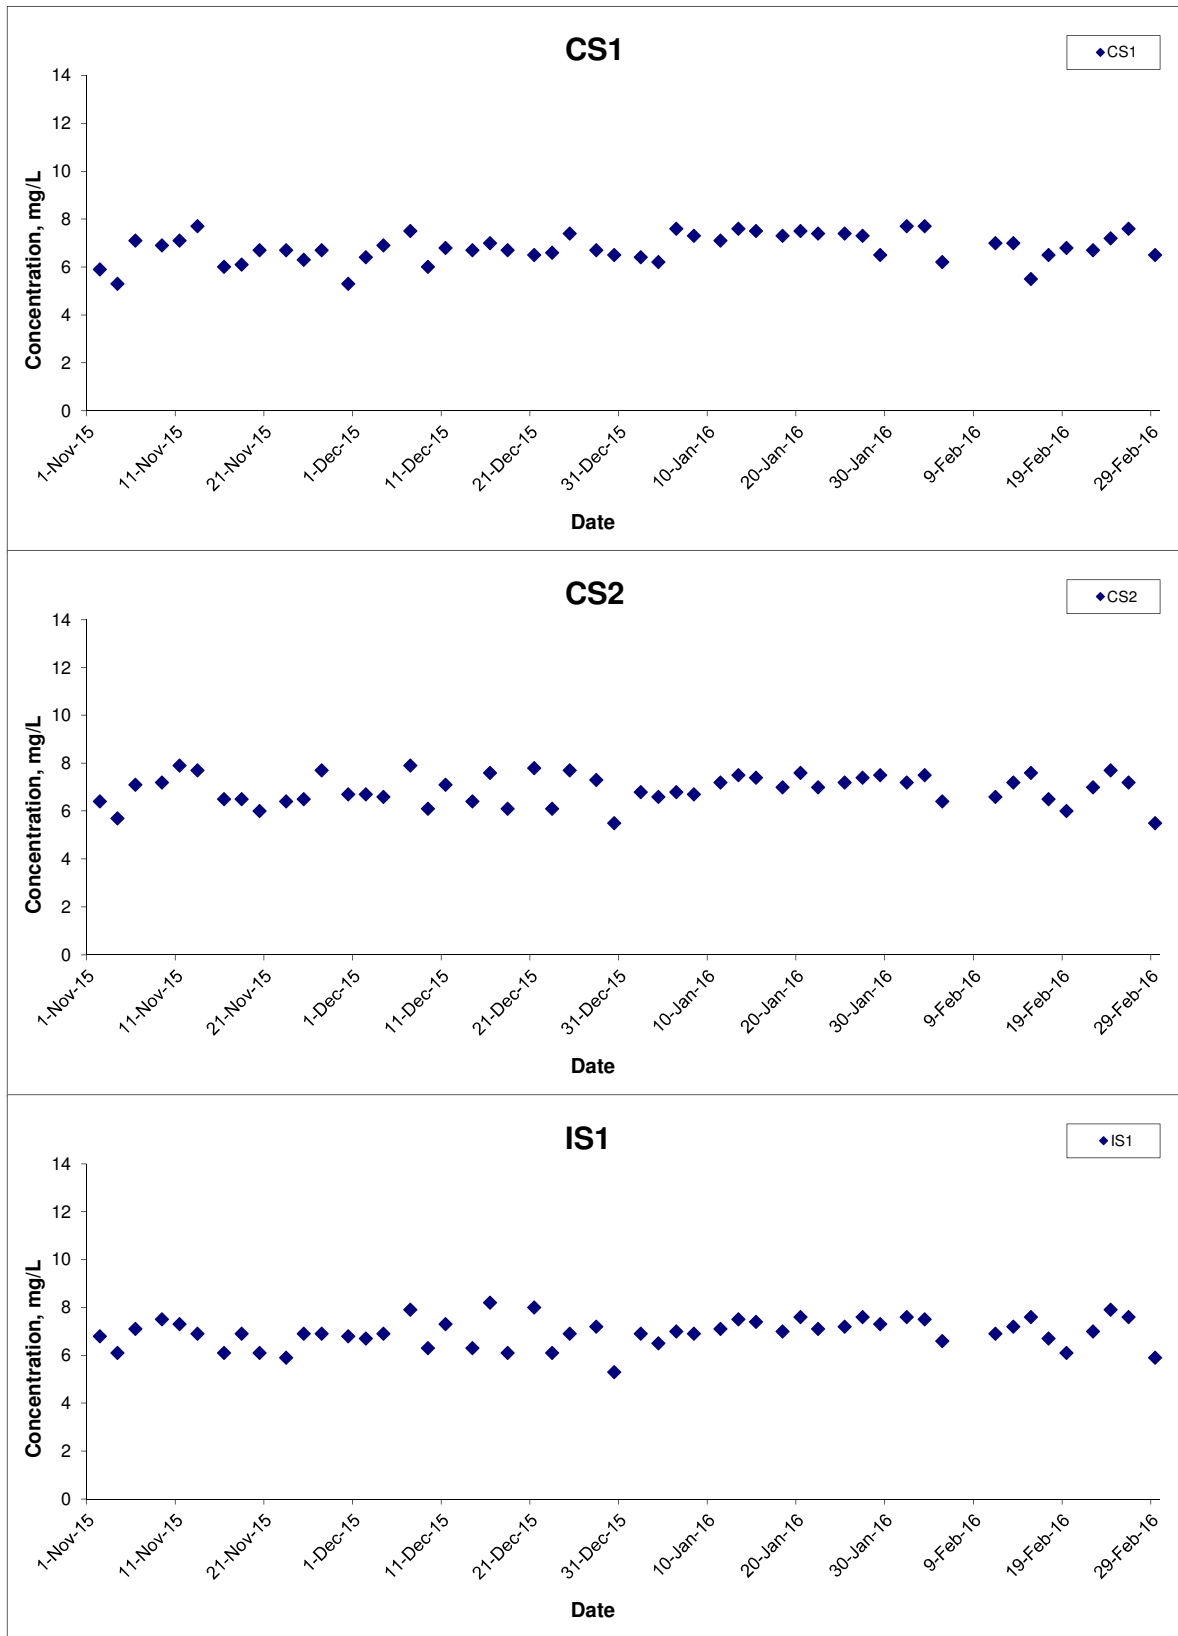 CS1
CS1
14
12
10
8
6
4
2
0
Concentration, mg/L
1-Nov-15
11-Nov-15
21-Nov-15
1-Dec-15
11-Dec-15
21-Dec-15
31-Dec-15
10-Jan-16
20-Jan-16
30-Jan-16
9-Feb-16
19-Feb-16
29-Feb-16
Date
CS2
CS2
14
12
10
8
6
4
2
0
Concentration, mg/L
1-Nov-15
11-Nov-15
21-Nov-15
1-Dec-15
11-Dec-15
21-Dec-15
31-Dec-15
10-Jan-16
20-Jan-16
30-Jan-16
9-Feb-16
19-Feb-16
29-Feb-16
Date
IS1
IS1
14
12
10
8
6
4
2
0
Concentration, mg/L
1-Nov-15
11-Nov-15
21-Nov-15
1-Dec-15
11-Dec-15
21-Dec-15
31-Dec-15
10-Jan-16
20-Jan-16
30-Jan-16
9-Feb-16
19-Feb-16
29-Feb-16
Date